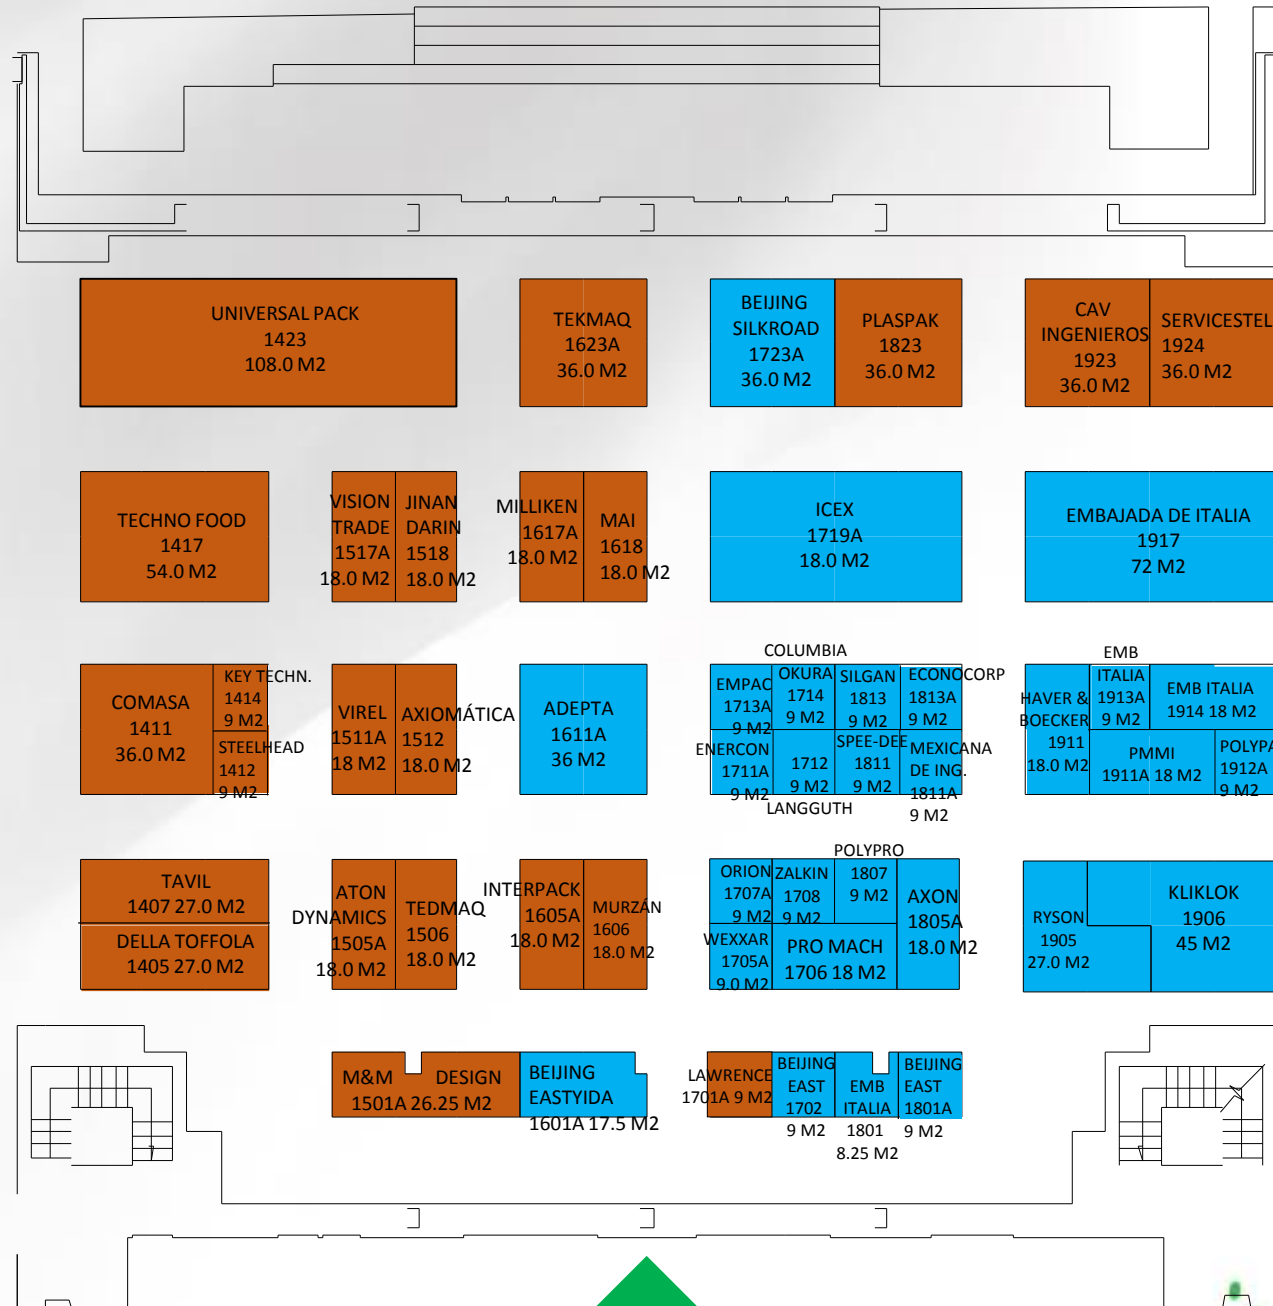 UNIVERSAL PACK
1423
108.0 M2
TEKMAQ
1623A
36.0 M2
BEIJING
SILKROAD
1723A
36.0 M2
PLASPAK
1823
36.0 M2
CAV
INGENIEROS
1923
36.0 M2
SERVICESTEL
1924
36.0 M2
TECHNO FOOD
1417
54.0 M2
VISION
TRADE
1517A
18.0 M2
JINAN
DARIN
1518
18.0 M2
MILLIKEN
1617A
18.0 M2
MAI
1618
18.0 M2
ICEX
1719A
18.0 M2
EMBAJADA DE ITALIA
1917
72 M2
COMASA
1411
36.0 M2
KEY TECHN.
1414
9 M2
STEELHEAD
1412
9 M2
VIREL
1511A
18 M2
AXIOMÁTICA
1512
18.0 M2
ADEPTA
1611A
36 M2
EMPAC
1713A
9 M2
COLUMBIA
OKURA
1714
9 M2
SILGAN
1813
9 M2
ECONOCORP
1813A
9 M2
ENERCON
1711A
9 M2
1712
9 M2
LANGGUTH
SPEE-DEE
1811
9 M2
MEXICANA
DE ING.
1811A
9 M2
HAVER &
BOECKER
1911
18.0 M2
EMB
ITALIA
1913A
9 M2
EMB ITALIA
1914 18 M2
PMMI
1911A 18 M2
POLYPA
1912A
9 M2
TAVIL
1407 27.0 M2
DELLA TOFFOLA
1405 27.0 M2
ATON
DYNAMICS
1505A
18.0 M2
TEDMAQ
1506
18.0 M2
INTERPACK
1605A
18.0 M2
MURZÁN
1606
18.0 M2
ORION
1707A
9 M2
ZALKIN
1708
9 M2
POLYPRO
1807
9 M2
AXON
1805A
18.0 M2
WEXXAR
1705A
9.0 M2
PRO MACH
1706 18 M2
RYSON
1905
27.0 M2
KLIKLOK
1906
45 M2
M&M DESIGN
1501A 26.25 M2
BEIJING
EASTYIDA
1601A 17.5 M2
LAWRENCE
1701A 9 M2
BEIJING
EAST
1702
9 M2
EMB
ITALIA
1801
8.25 M2
BEIJING
EAST
1801A
9 M2